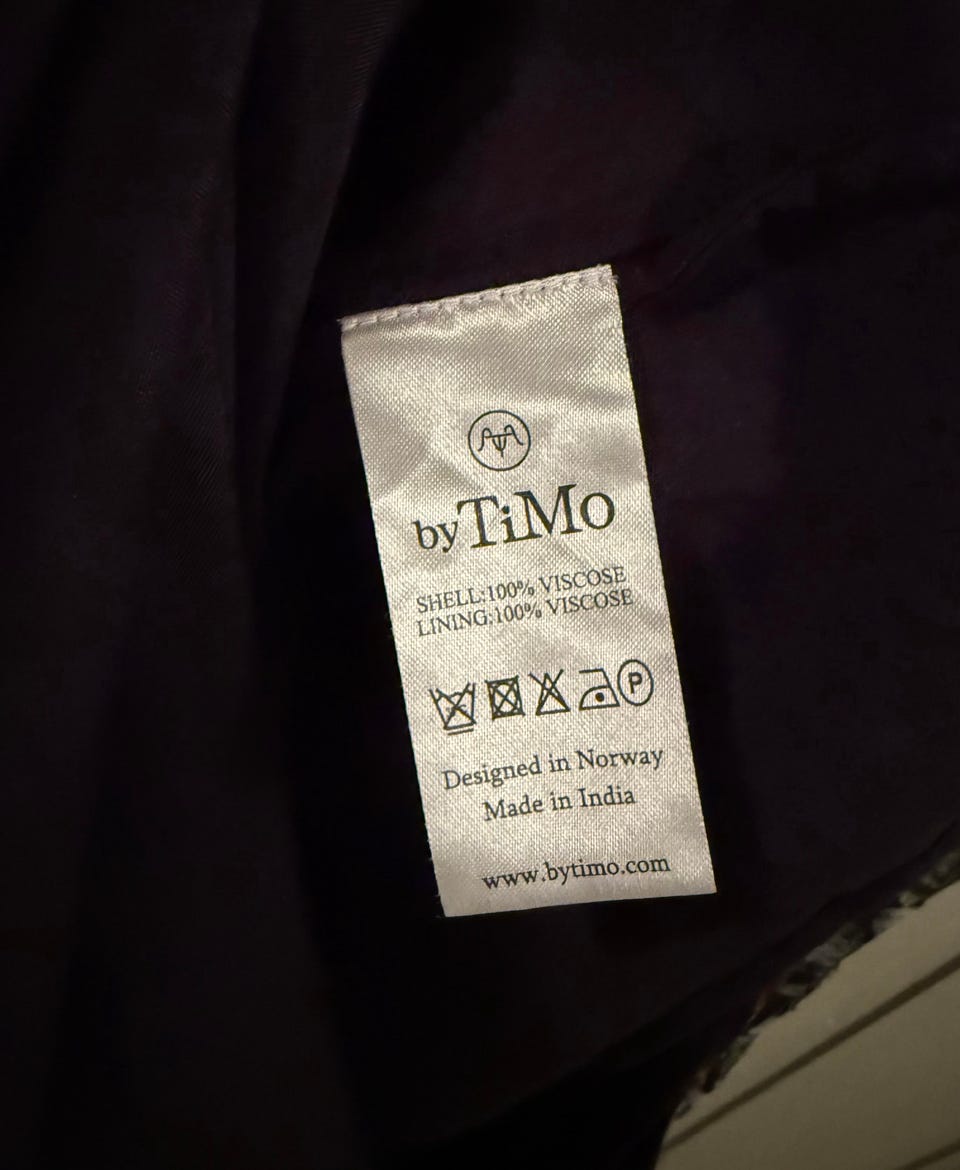 byTiMo
SHELL:100% VISCOSE
LINING:100% VISCOSE
P
Designed in Norway
Made in India
www.bytimo.com